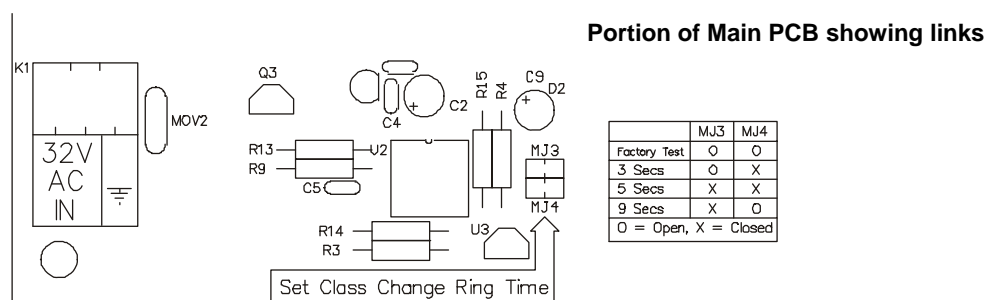 Portion of Main PCB showing links
K1
MOV2
32V
AC
IN
Q3
C4
C2
R15
R4
C9
D2
R13
U2
R9
C5
MJ3
MJ4
R14
R3
U3
Set Class Change Ring Time
MJ3 MJ4
Factory Test O O
3 Secs O X
5 Secs X X
9 Secs X O
O = Open, X = Closed